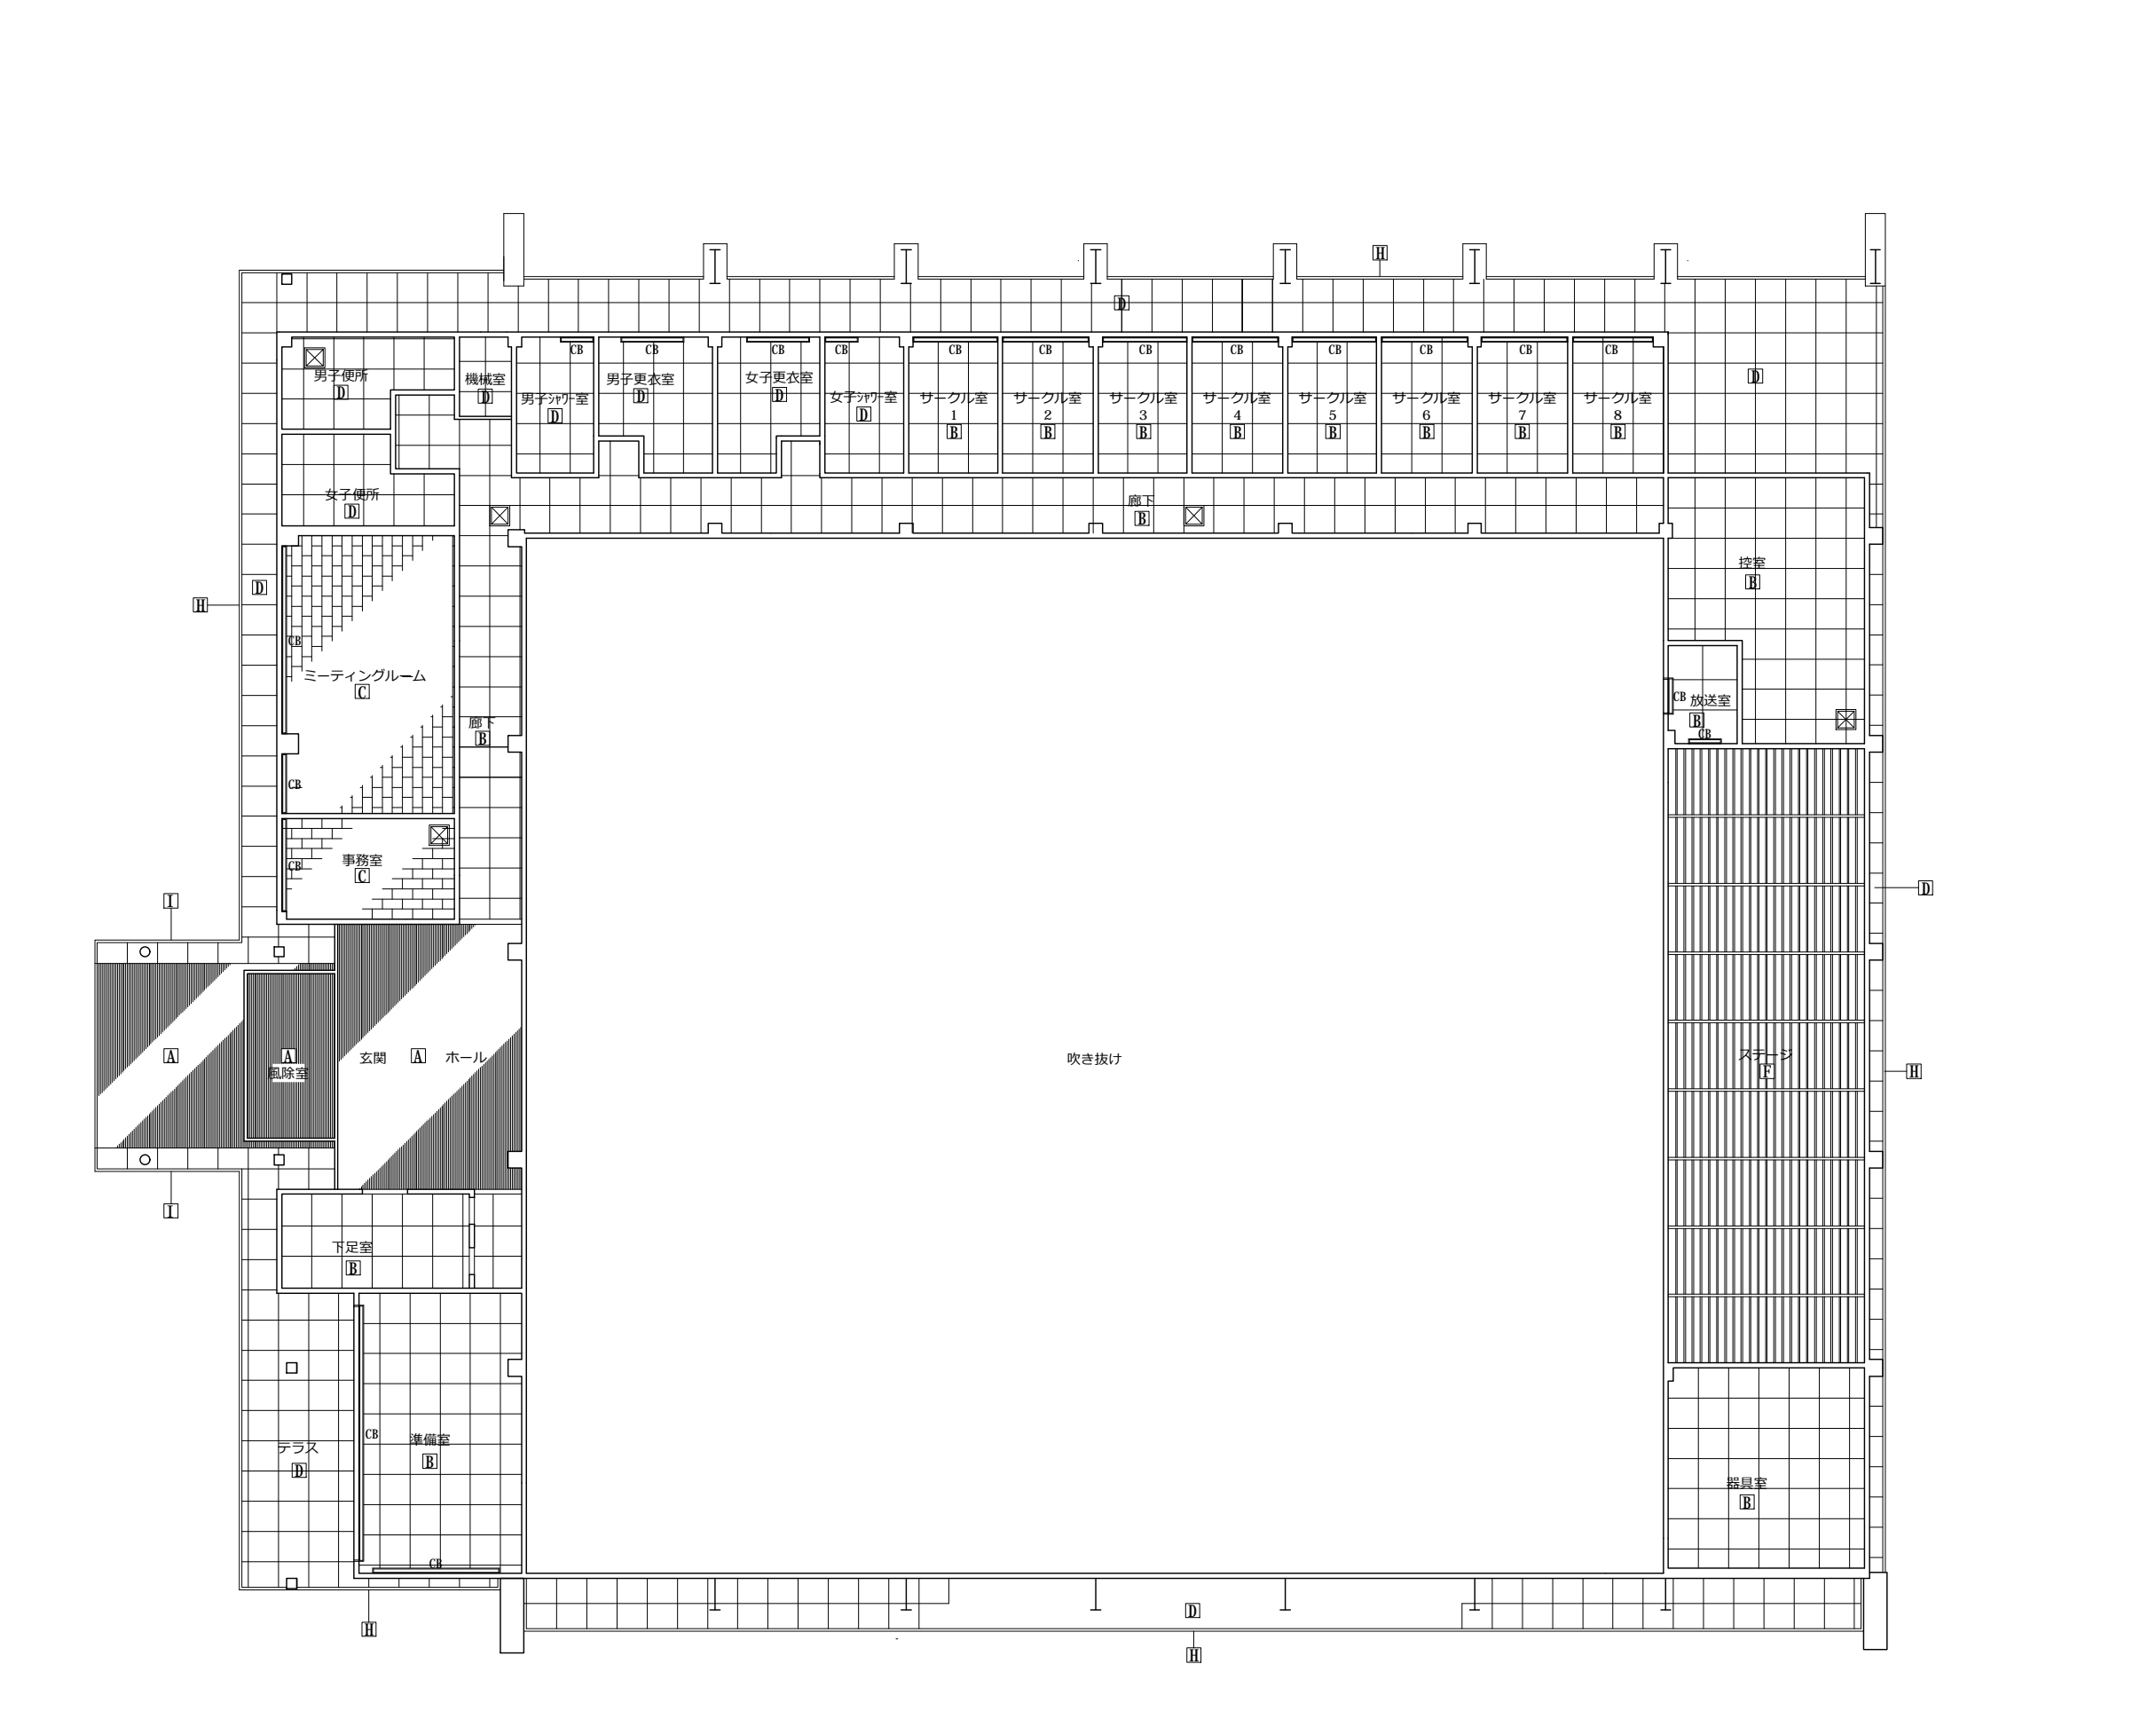 H
D
D
CB
CB
CB
CB
CB
CB
CB
CB
CB
CB
CB
CB
男子便所
D
機械室
D
男子ｼｬﾜｰ室
D
男子更衣室
D
女子更衣室
D
女子ｼｬﾜｰ室
D
サークル室
1
B
サークル室
2
B
サークル室
3
B
サークル室
4
B
サークル室
5
B
サークル室
6
B
サークル室
7
B
サークル室
8
B
女子便所
D
廊下
B
控室
B
D
H
CB
ミーティングルーム
C
CB
廊下
B
CB
放送室
B
CB
事務室
C
CB
I
D
A
A
風除室
玄関
A
ホール
吹き抜け
ステージ
F
H
I
下足室
B
CB
準備室
B
CB
テラス
D
器具室
B
H
D
H